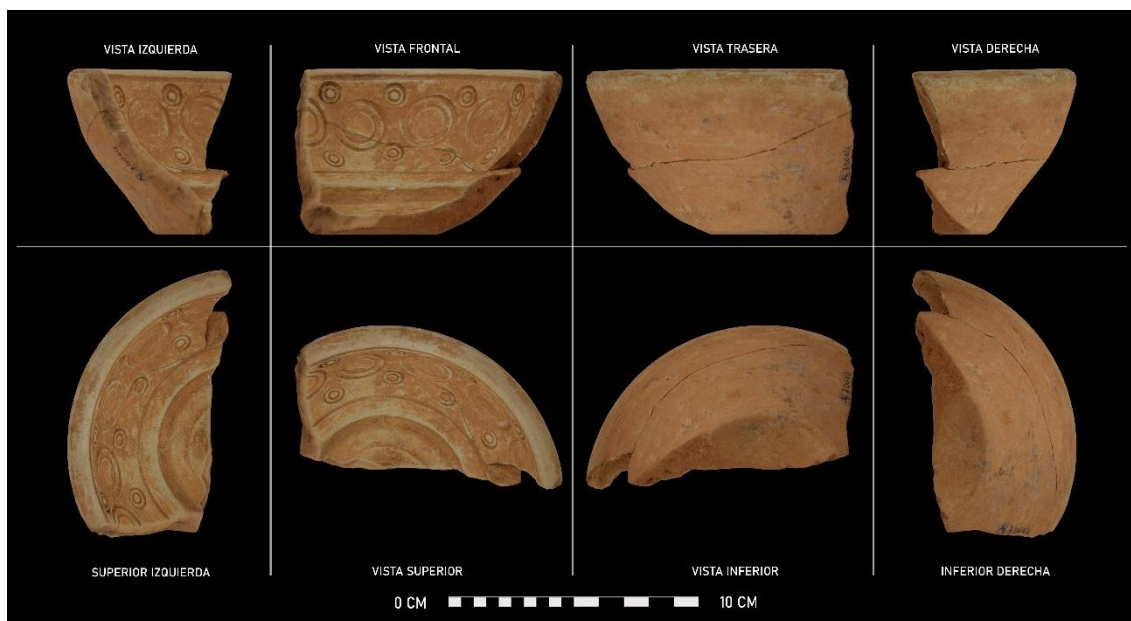 VISTA IZQUIERDA
VISTA FRONTAL
VISTA TRASERA
VISTA DERECHA
SUPERIOR IZQUIERDA
VISTA SUPERIOR
VISTA INFERIOR
INFERIOR DERECHA
0 CM
10 CM